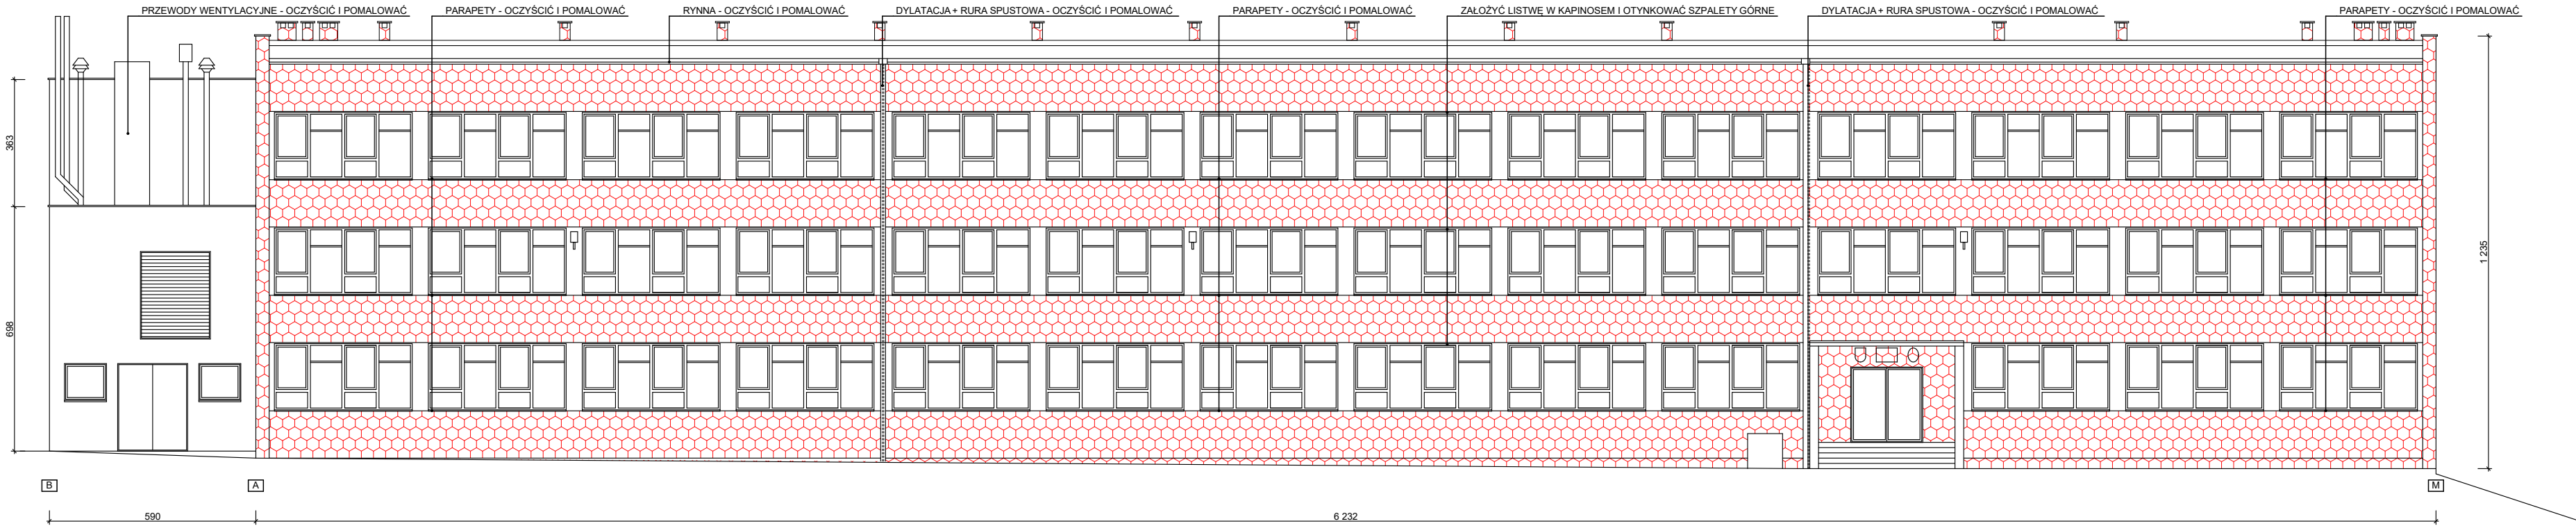 PRZEWODY WENTYLACYJNE - OCZYŚCIĆ I POMALOWAĆ
PARAPETY - OCZYŚCIĆ I POMALOWAĆ
RYNNA - OCZYŚCIĆ I POMALOWAĆ
DYLATACJA + RURA SPUSTOWA - OCZYŚCIĆ I POMALOWAĆ
PARAPETY - OCZYŚCIĆ I POMALOWAĆ
ZAŁOŻYĆ LISTWĘ W KAPINOSEM I OTYNKOWAĆ SZPALETY GÓRNE
DYLATACJA + RURA SPUSTOWA - OCZYŚCIĆ I POMALOWAĆ
PARAPETY - OCZYŚCIĆ I POMALOWAĆ
363
1 235
698
B
A
M
590
6 232